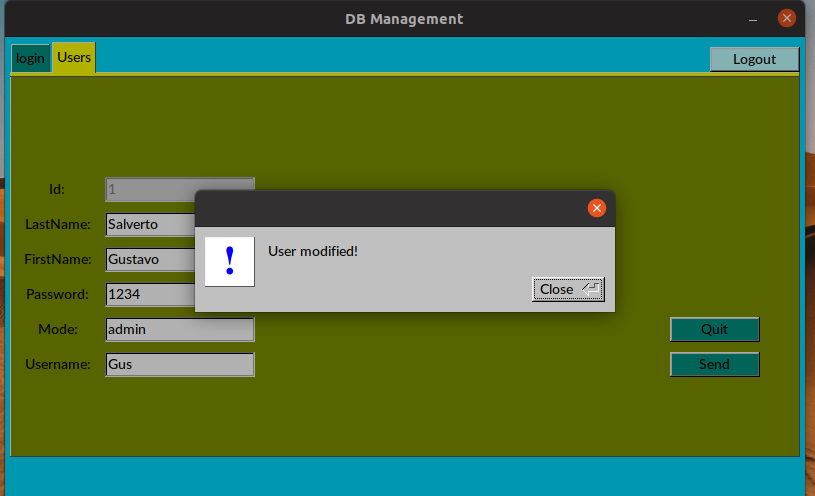 DB Management
login
Users
Logout
Id: 1
LastName: Salverto
FirstName: Gustavo
Password: 1234
Mode: admin
Username: Gus
!
User modified!
Close
Quit
Send